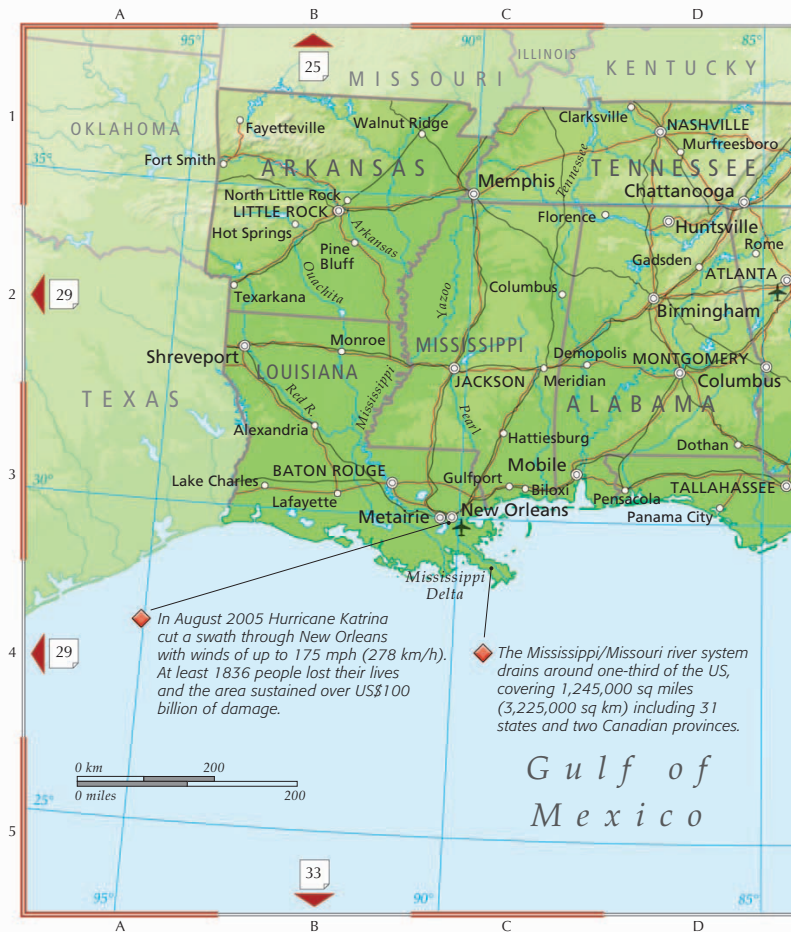 A B C D
95° 90° 85°
25
ILLINOIS
MISSOURI
KENTUCKY
1
OKLAHOMA
Fayetteville
Walnut Ridge
Clarksville
NASHVILLE
Murfreesboro
35°
Fort Smith
ARKANSAS
Tennessee
TENNESSEE
Memphis
Chattanooga
North Little Rock
LITTLE ROCK
Hot Springs
Arkansas
Pine
Bluff
Florence
Huntsville
Rome
Gadsden
ATLANTA
29
2
Ouachita
Texarkana
Yazoo
Columbus
Birmingham
Shreveport
Monroe
MISSISSIPPI
Demopolis
MONTGOMERY
LOUISIANA
JACKSON
Meridian
Columbus
TEXAS
Red R.
Mississippi
ALABAMA
Pearl
Alexandria
Hattiesburg
Dothan
3
30°
Lake Charles
BATON ROUGE
Gulfport
Mobile
Lafayette
Biloxi
Pensacola
TALLAHASSEE
Metairie
New Orleans
Panama City
Mississippi
Delta
In August 2005 Hurricane Katrina
cut a swath through New Orleans
with winds of up to 175 mph (278 km/h).
At least 1836 people lost their lives
and the area sustained over US$100
billion of damage.
4
29
The Mississippi/Missouri river system
drains around one-third of the US,
covering 1,245,000 sq miles
(3,225,000 sq km) including 31
states and two Canadian provinces.
0 km 200
0 miles 200
Gulf of
Mexico
25°
5
33
95° 90° 85°
A B C D